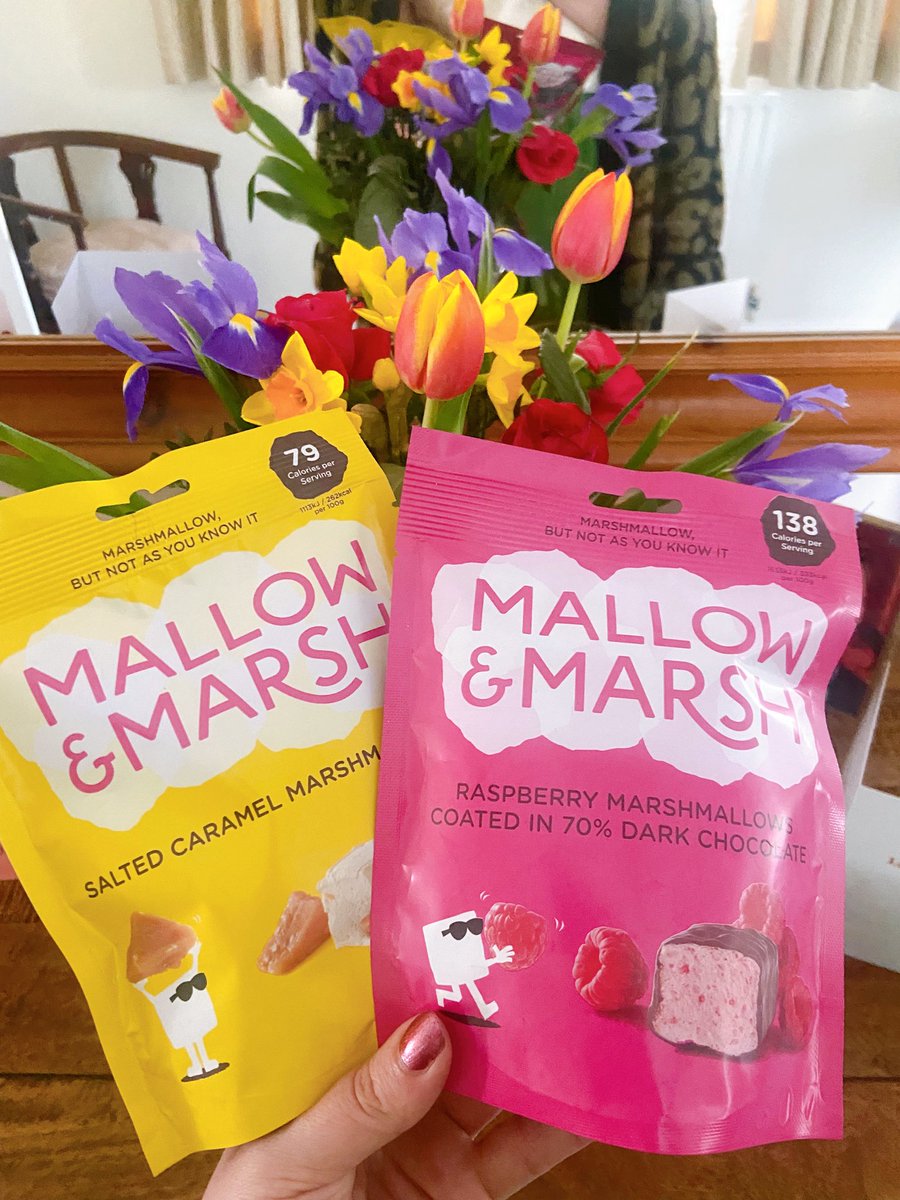 79
Calories per
Serving
1113kJ / 262kcal
per 100g
MARSHMALLOW,
BUT NOT AS YOU KNOW IT
MALLOW
& MARSH
SALTED CARAMEL
138
Calories per
Serving
per 100g
MARSHMALLOW,
BUT NOT AS YOU KNOW IT
MALLOW
& MARSH
RASPBERRY MARSHMALLOWS
COATED IN 70% DARK CHOCOLATE